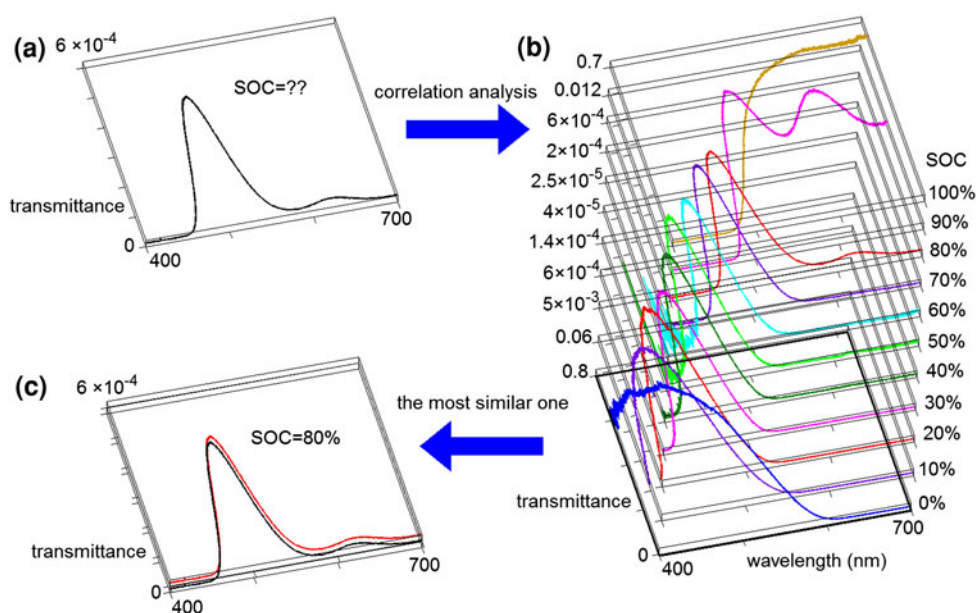 (a)
6 ×10⁻⁴
SOC=??
transmittance
0
400
700
correlation analysis
(b)
0.7
0.012
6×10⁻⁴
2×10⁻⁴
2.5×10⁻⁵
4×10⁻⁵
1.4×10⁻⁴
6×10⁻⁴
5×10⁻³
0.06
0.8
SOC
100%
90%
80%
70%
60%
50%
40%
30%
20%
10%
0%
transmittance
0
400
wavelength (nm)
700
the most similar one
(c)
6 ×10⁻⁴
SOC=80%
transmittance
0
400
700